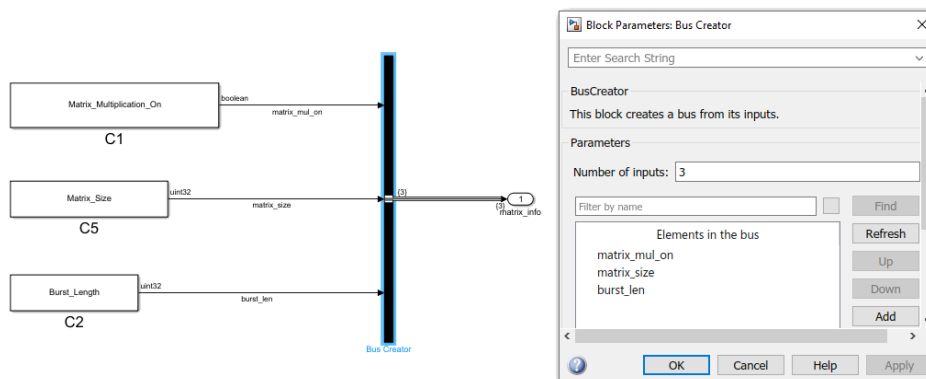 Matrix_Multiplication_On
boolean
matrix_mul_on
C1
Matrix_Size
uint32
matrix_size
C5
{3}
{3}
1
matrix_info
Burst_Length
uint32
burst_len
C2
Bus Creator
Block Parameters: Bus Creator
Enter Search String
BusCreator
This block creates a bus from its inputs.
Parameters
Number of inputs: 3
Filter by name
Find
Elements in the bus
Refresh
matrix_mul_on
matrix_size
burst_len
Up
Down
Add
OK
Cancel
Help
Apply